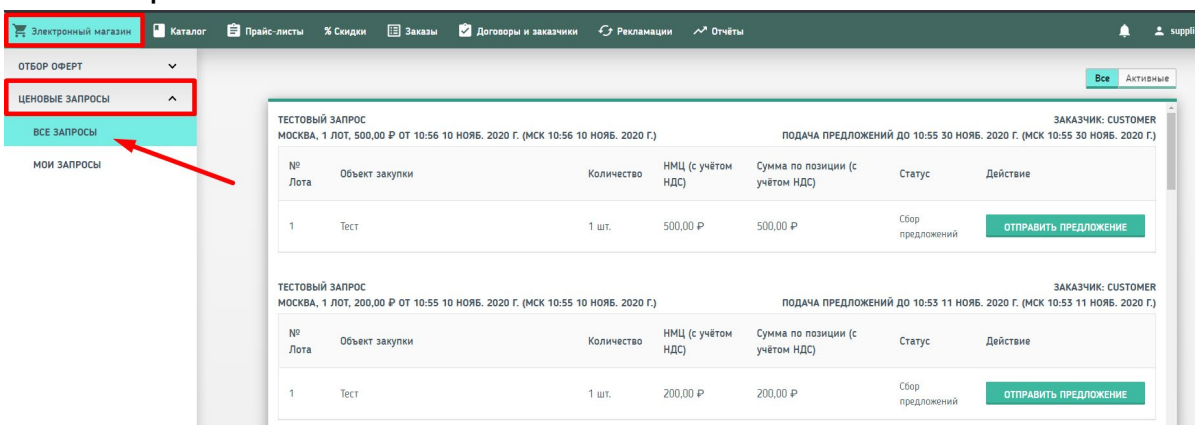 Электронный магазин Каталог Прайс-листы % Скидки Заказы Договоры и заказчики Рекламации Отчёты suppli
ОТБОР ОФЕРТ
ЦЕНОВЫЕ ЗАПРОСЫ
ВСЕ ЗАПРОСЫ
МОИ ЗАПРОСЫ
Все Активные
ТЕСТОВЫЙ ЗАПРОС ЗАКАЗЧИК: CUSTOMER
МОСКВА, 1 ЛОТ, 500,00 ₽ ОТ 10:56 10 НОЯБ. 2020 Г. (МСК 10:56 10 НОЯБ. 2020 Г.) ПОДАЧА ПРЕДЛОЖЕНИЙ ДО 10:55 30 НОЯБ. 2020 Г. (МСК 10:55 30 НОЯБ. 2020 Г.)
№ Лота Объект закупки Количество НМЦ (с учётом НДС) Сумма по позиции (с учётом НДС) Статус Действие
1 Тест 1 шт. 500,00 ₽ 500,00 ₽ Сбор предложений ОТПРАВИТЬ ПРЕДЛОЖЕНИЕ
ТЕСТОВЫЙ ЗАПРОС ЗАКАЗЧИК: CUSTOMER
МОСКВА, 1 ЛОТ, 200,00 ₽ ОТ 10:55 10 НОЯБ. 2020 Г. (МСК 10:55 10 НОЯБ. 2020 Г.) ПОДАЧА ПРЕДЛОЖЕНИЙ ДО 10:53 11 НОЯБ. 2020 Г. (МСК 10:53 11 НОЯБ. 2020 Г.)
№ Лота Объект закупки Количество НМЦ (с учётом НДС) Сумма по позиции (с учётом НДС) Статус Действие
1 Тест 1 шт. 200,00 ₽ 200,00 ₽ Сбор предложений ОТПРАВИТЬ ПРЕДЛОЖЕНИЕ